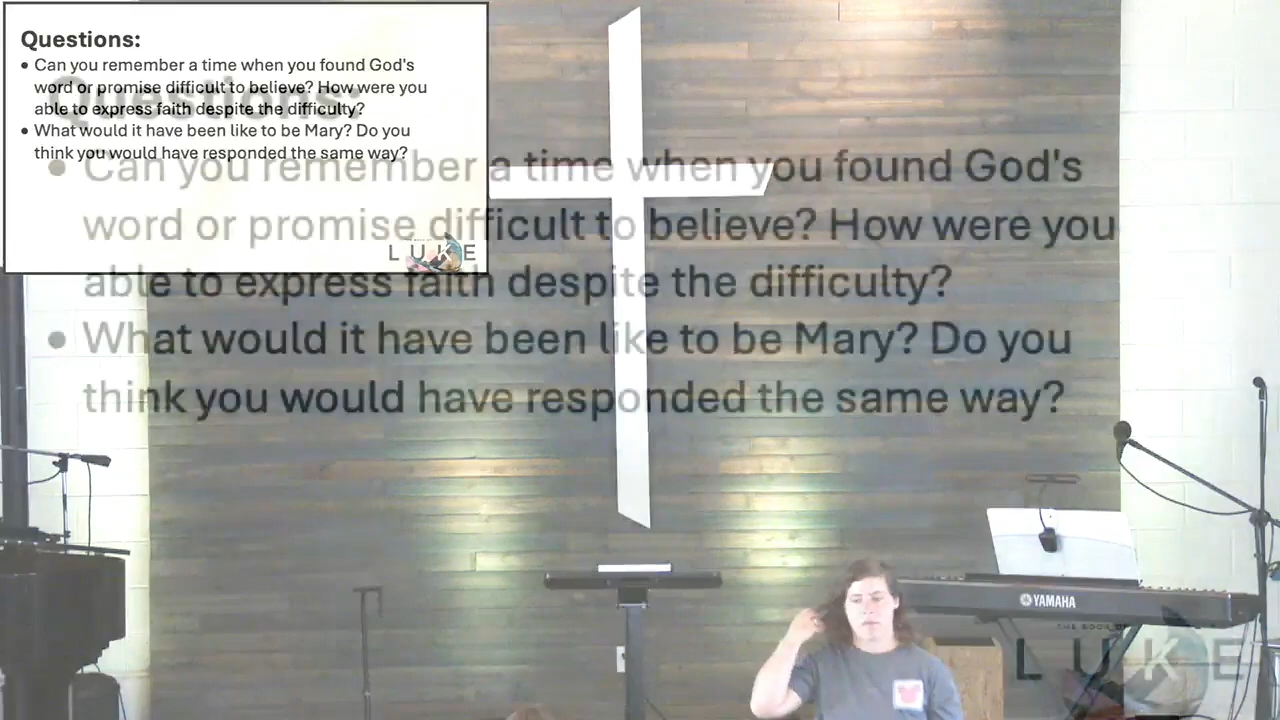 Questions:
• Can you remember a time when you found God's
word or promise difficult to believe? How were you
able to express faith despite the difficulty?
• What would it have been like to be Mary? Do you
think you would have responded the same way?
LUKE
Questions:
• Can you remember a time when you found God's
word or promise difficult to believe? How were you
able to express faith despite the difficulty?
• What would it have been like to be Mary? Do you
think you would have responded the same way?
YAMAHA
THE BOOK OF
LUKE